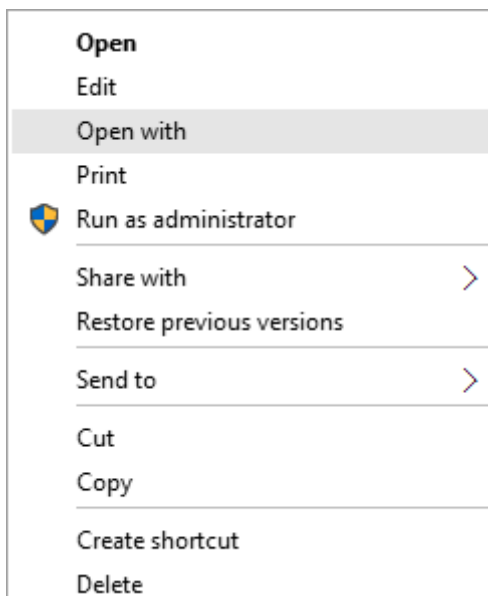 Open
Edit
Open with
Print
Run as administrator
Share with
Restore previous versions
Send to
Cut
Copy
Create shortcut
Delete